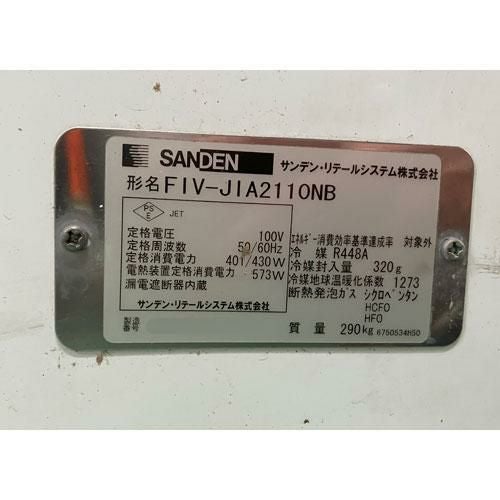 SANDEN サンデン・リテールシステム株式会社
形名 FIV-JIA2110NB
PS
E JET
定格電圧 100V
定格周波数 50/60Hz
定格消費電力 401/430W
電熱装置定格消費電力 573W
漏電遮断器内蔵
サンデン・リテールシステム株式会社
エネルギー消費効率基準達成率 対象外
冷媒 R448A
冷媒封入量 320g
冷媒地球温暖化係数 1273
断熱発泡ガス シクロペンタン
HCFO
HFO
製造
番号
質量 290kg 6750534H50